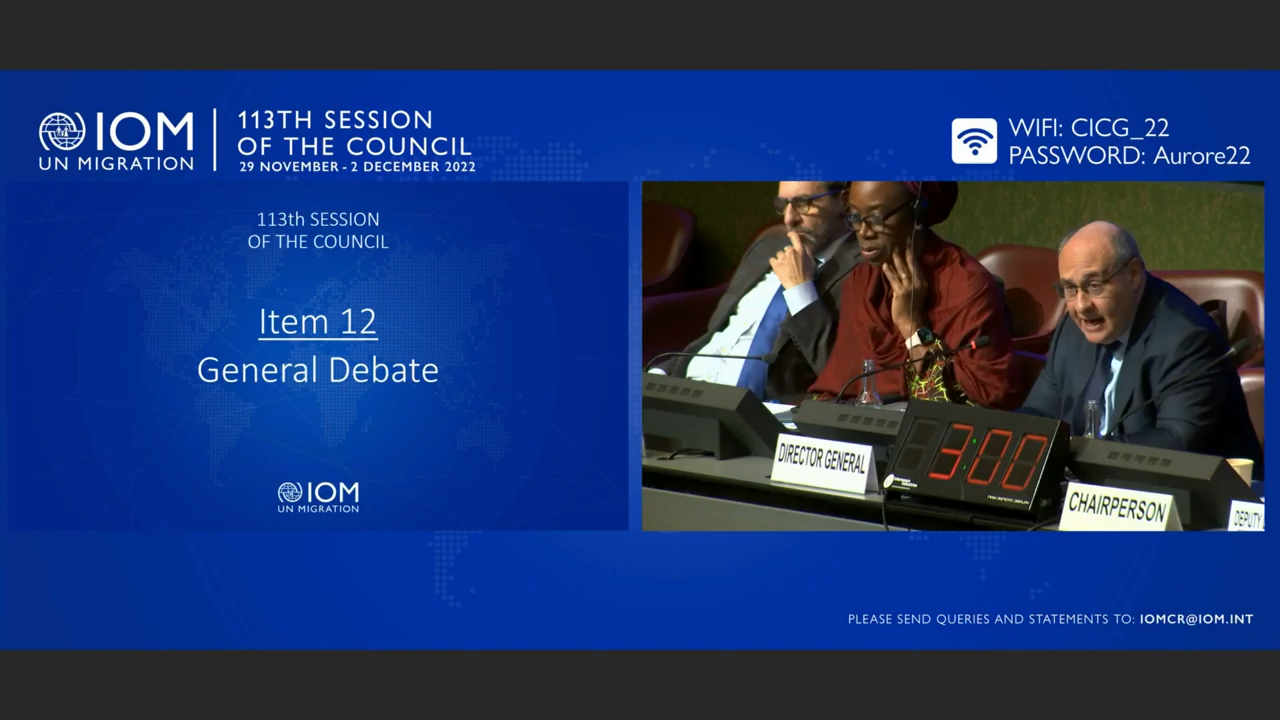 IOM
UN MIGRATION
113TH SESSION
OF THE COUNCIL
29 NOVEMBER - 2 DECEMBER 2022
WIFI: CICG_22
PASSWORD: Aurore22
113th SESSION
OF THE COUNCIL
Item 12
General Debate
IOM
UN MIGRATION
DIRECTOR GENERAL
3:00
CHAIRPERSON
DEPUTY
PLEASE SEND QUERIES AND STATEMENTS TO: IOMCR@IOM.INT